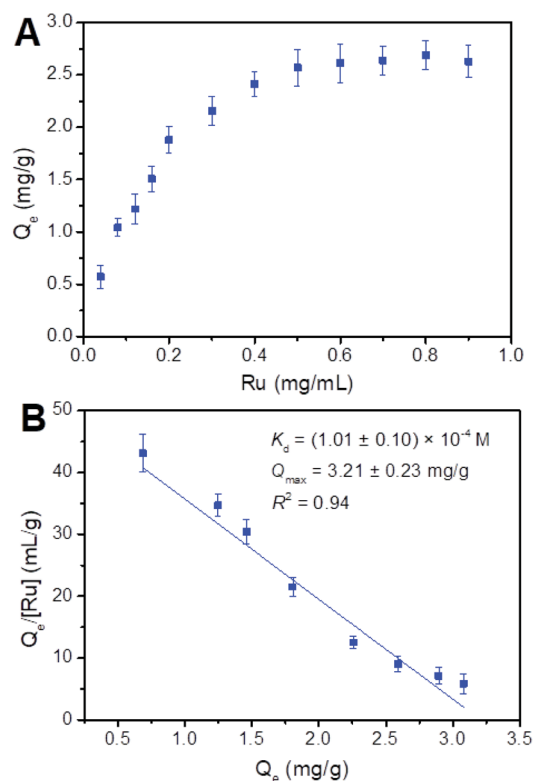 A
3.0
2.5
2.0
1.5
1.0
0.5
0.0
Qe (mg/g)
0.0 0.2 0.4 0.6 0.8 1.0
Ru (mg/mL)
B
50
40
30
20
10
0
Qe/[Ru] (mL/g)
Kd = (1.01 ± 0.10) × 10-4 M
Qmax = 3.21 ± 0.23 mg/g
R2 = 0.94
0.5 1.0 1.5 2.0 2.5 3.0 3.5
Qe (mg/g)